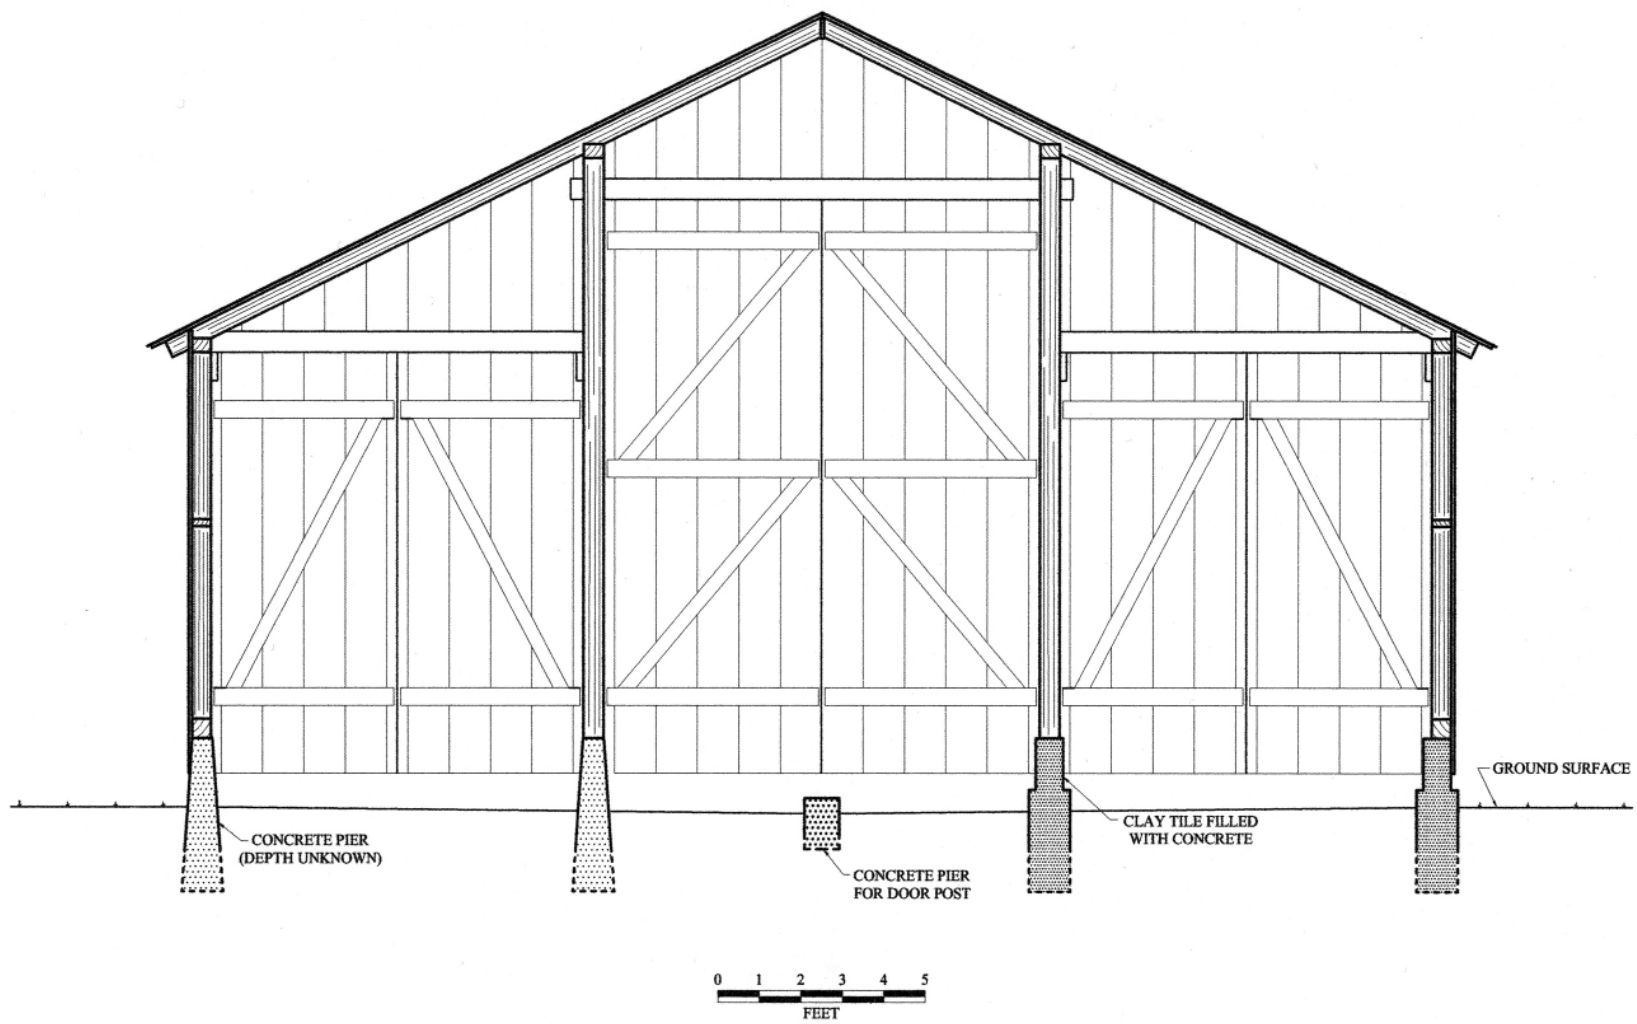 GROUND SURFACE
CONCRETE PIER
(DEPTH UNKNOWN)
CLAY TILE FILLED
WITH CONCRETE
CONCRETE PIER
FOR DOOR POST
0 1 2 3 4 5
FEET